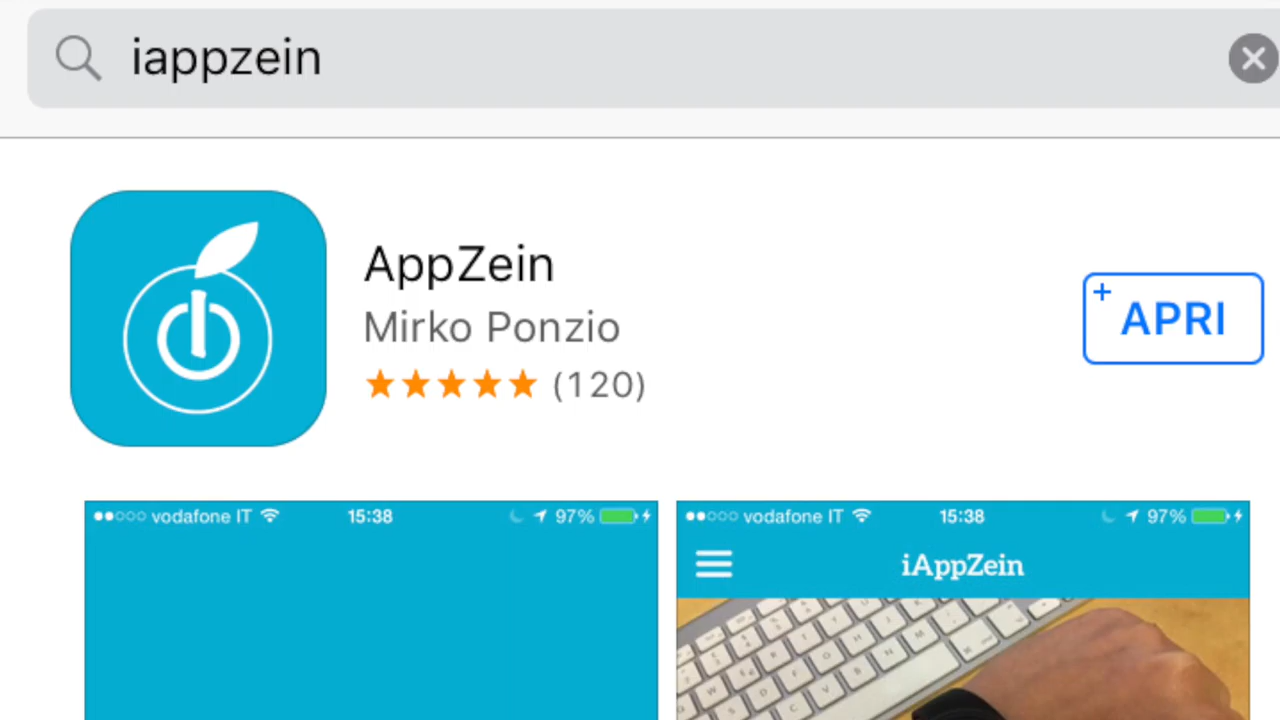 iappzein
AppZein
Mirko Ponzio
(120)
+ APRI
vodafone IT 15:38 97%
vodafone IT 15:38 97%
iAppZein